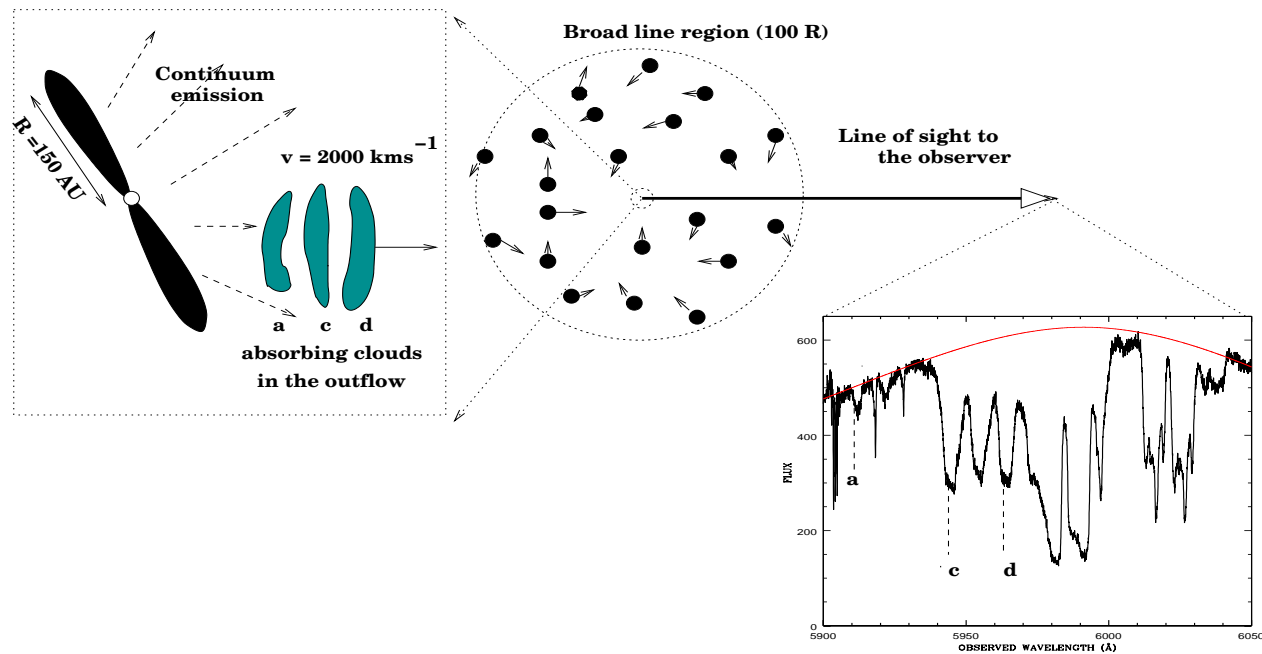 Broad line region (100 R)
Continuum
emission
R =150 AU
v = 2000 kms⁻¹
Line of sight to
the observer
a c d
absorbing clouds
in the outflow
600
400
200
0
FLUX
a
c
d
5900 5950 6000 6050
OBSERVED WAVELENGTH (Å)